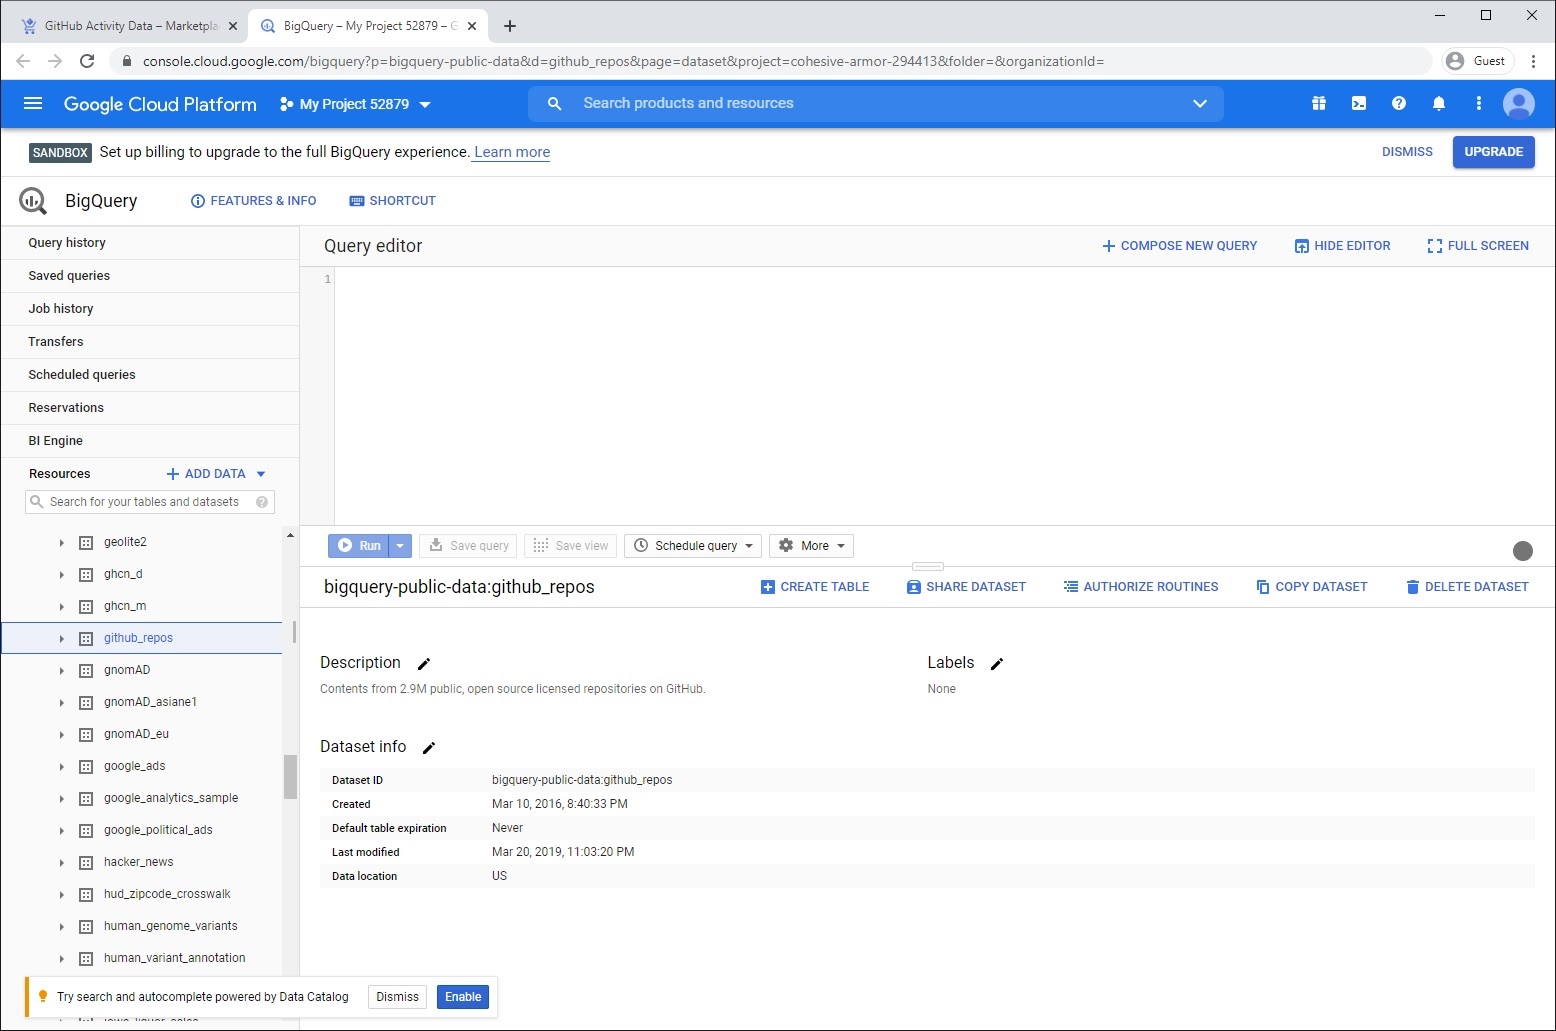 GitHub Activity Data – Marketpla
BigQuery – My Project 52879 – G
console.cloud.google.com/bigquery?p=bigquery-public-data&d=github_repos&page=dataset&project=cohesive-armor-294413&folder=&organizationId=
Guest
Google Cloud Platform
My Project 52879
Search products and resources
SANDBOX Set up billing to upgrade to the full BigQuery experience. Learn more
DISMISS
UPGRADE
BigQuery
FEATURES & INFO
SHORTCUT
Query history
Saved queries
Job history
Transfers
Scheduled queries
Reservations
BI Engine
Resources
ADD DATA
Search for your tables and datasets
geolite2
ghcn_d
ghcn_m
github_repos
gnomAD
gnomAD_asiane1
gnomAD_eu
google_ads
google_analytics_sample
google_political_ads
hacker_news
hud_zipcode_crosswalk
human_genome_variants
human_variant_annotation
Try search and autocomplete powered by Data Catalog
Dismiss
Enable
Query editor
COMPOSE NEW QUERY
HIDE EDITOR
FULL SCREEN
1
Run
Save query
Save view
Schedule query
More
bigquery-public-data:github_repos
CREATE TABLE
SHARE DATASET
AUTHORIZE ROUTINES
COPY DATASET
DELETE DATASET
Description
Contents from 2.9M public, open source licensed repositories on GitHub.
Labels
None
Dataset info
Dataset ID bigquery-public-data:github_repos
Created Mar 10, 2016, 8:40:33 PM
Default table expiration Never
Last modified Mar 20, 2019, 11:03:20 PM
Data location US